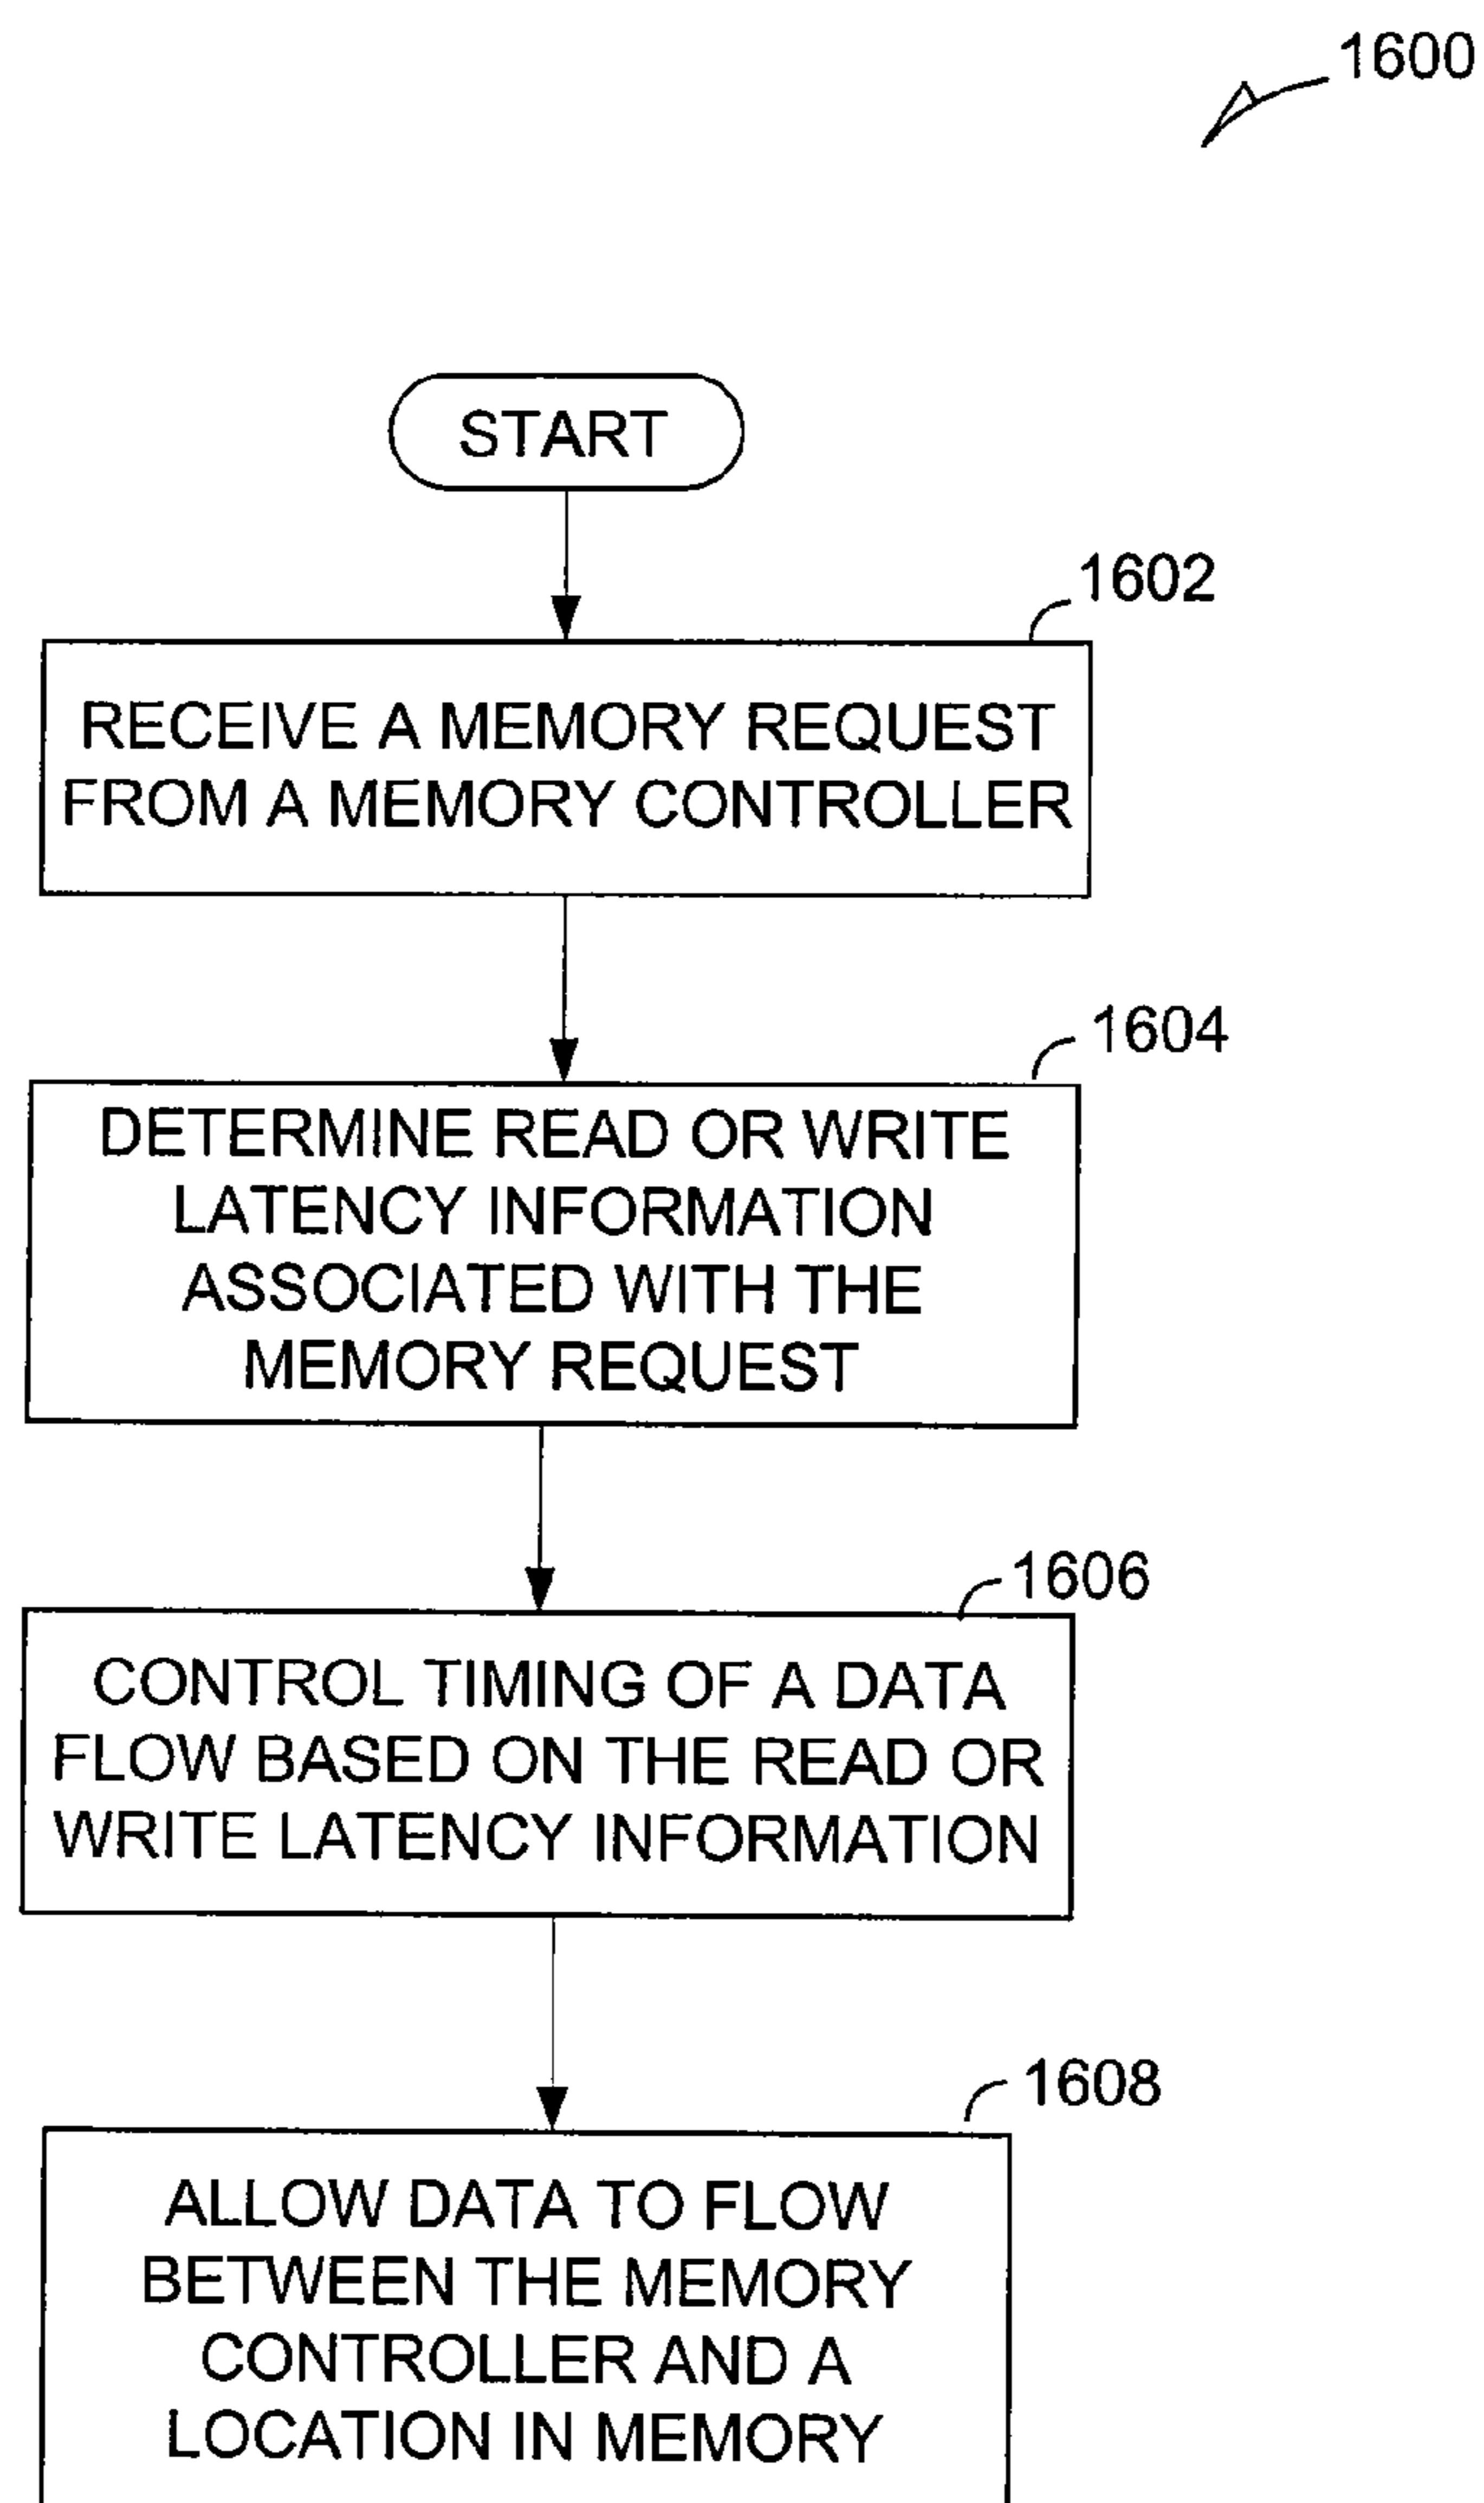 1600
START
1602
RECEIVE A MEMORY REQUEST
FROM A MEMORY CONTROLLER
1604
DETERMINE READ OR WRITE
LATENCY INFORMATION
ASSOCIATED WITH THE
MEMORY REQUEST
1606
CONTROL TIMING OF A DATA
FLOW BASED ON THE READ OR
WRITE LATENCY INFORMATION
1608
ALLOW DATA TO FLOW
BETWEEN THE MEMORY
CONTROLLER AND A
LOCATION IN MEMORY